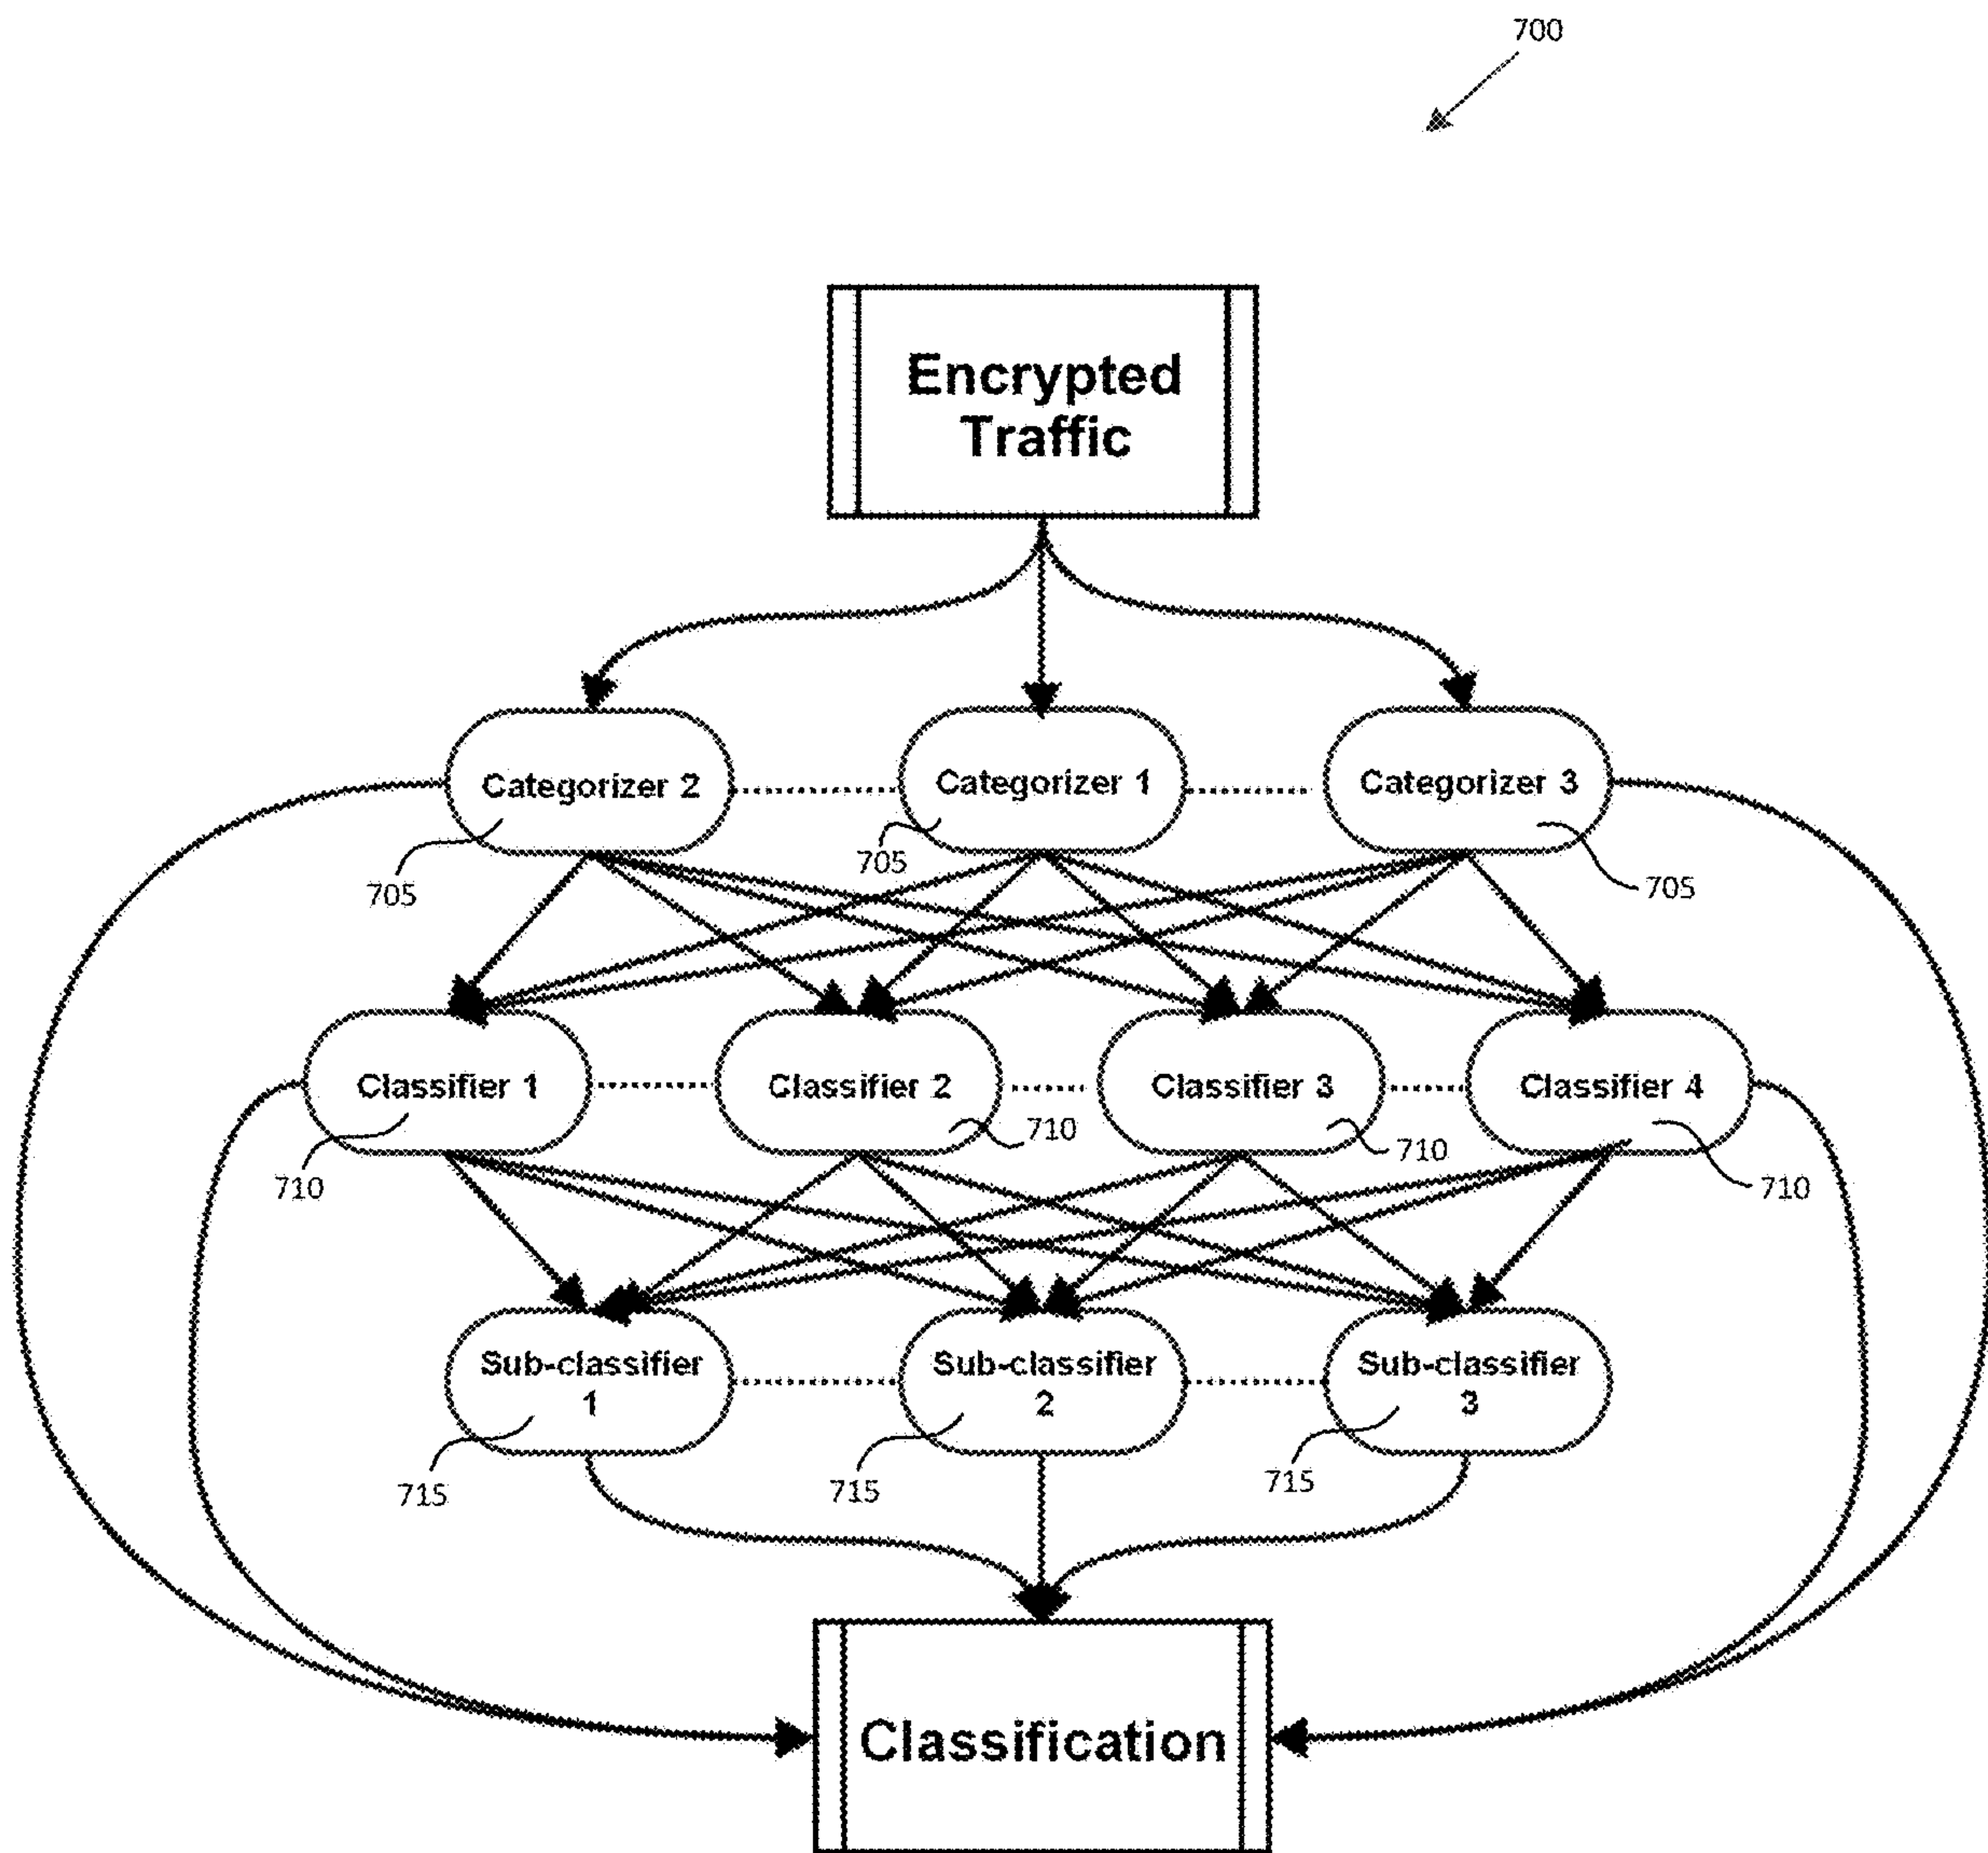 700
Encrypted
Traffic
Categorizer 2
Categorizer 1
Categorizer 3
705
705
705
Classifier 1
Classifier 2
Classifier 3
Classifier 4
710
710
710
710
Sub-classifier
1
Sub-classifier
2
Sub-classifier
3
715
715
715
Classification